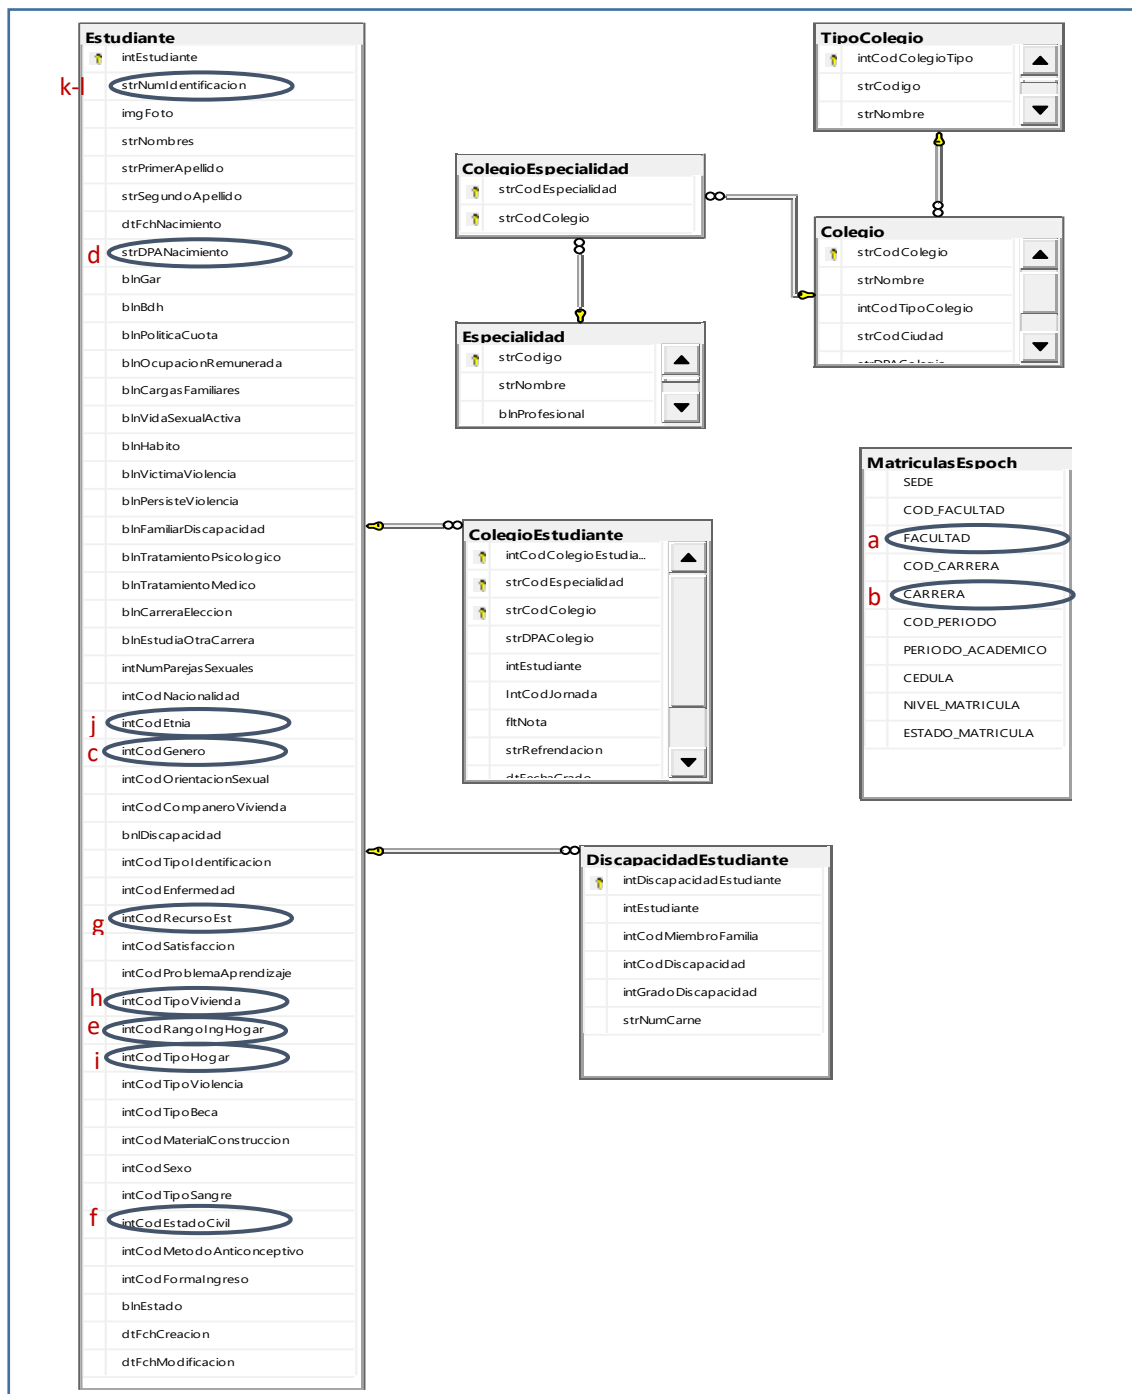 Estudiante
intEstudiante
k-l
strNumIdentificacion
imgFoto
strNombres
strPrimerApellido
strSegundoApellido
dtFchNacimiento
d
strDPANacimiento
blnGar
blnBdh
blnPoliticaCuota
blnOcupacionRemunerada
blnCargasFamiliares
blnVidaSexualActiva
blnHabito
blnVictimaViolencia
blnPersisteViolencia
blnFamiliarDiscapacidad
blnTratamientoPsicologico
blnTratamientoMedico
blnCarreraEleccion
blnEstudiaOtraCarrera
intNumParejasSexuales
intCodNacionalidad
j
intCodEtnia
c
intCodGenero
intCodOrientacionSexual
intCodCompaneroVivienda
bnlDiscapacidad
intCodTipoIdentificacion
intCodEnfermedad
g
intCodRecursoEst
intCodSatisfaccion
intCodProblemaAprendizaje
h
intCodTipoVivienda
e
intCodRangoIngHogar
i
intCodTipoHogar
intCodTipoViolencia
intCodTipoBeca
intCodMaterialConstruccion
intCodSexo
intCodTipoSangre
f
intCodEstadoCivil
intCodMetodoAnticonceptivo
intCodFormaIngreso
blnEstado
dtFchCreacion
dtFchModificacion
ColegioEspecialidad
strCodEspecialidad
strCodColegio
Especialidad
strCodigo
strNombre
blnProfesional
TipoColegio
intCodColegioTipo
strCodigo
strNombre
Colegio
strCodColegio
strNombre
intCodTipoColegio
strCodCiudad
strDPAColegio
ColegioEstudiante
intCodColegioEstudia...
strCodEspecialidad
strCodColegio
strDPAColegio
intEstudiante
IntCodJornada
fltNota
strRefrendacion
dtFechaGrado
MatriculasEspoch
SEDE
COD_FACULTAD
a
FACULTAD
COD_CARRERA
b
CARRERA
COD_PERIODO
PERIODO_ACADEMICO
CEDULA
NIVEL_MATRICULA
ESTADO_MATRICULA
DiscapacidadEstudiante
intDiscapacidadEstudiante
intEstudiante
intCodMiembroFamilia
intCodDiscapacidad
intGradoDiscapacidad
strNumCarne